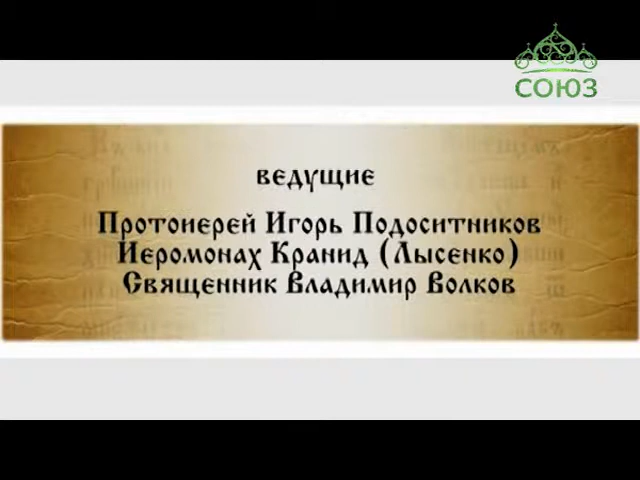 СОЮЗ
ведущие
Протоиерей Игорь Подоситников
Иеромонах Кранид (Лысенко)
Священник Владимир Волков